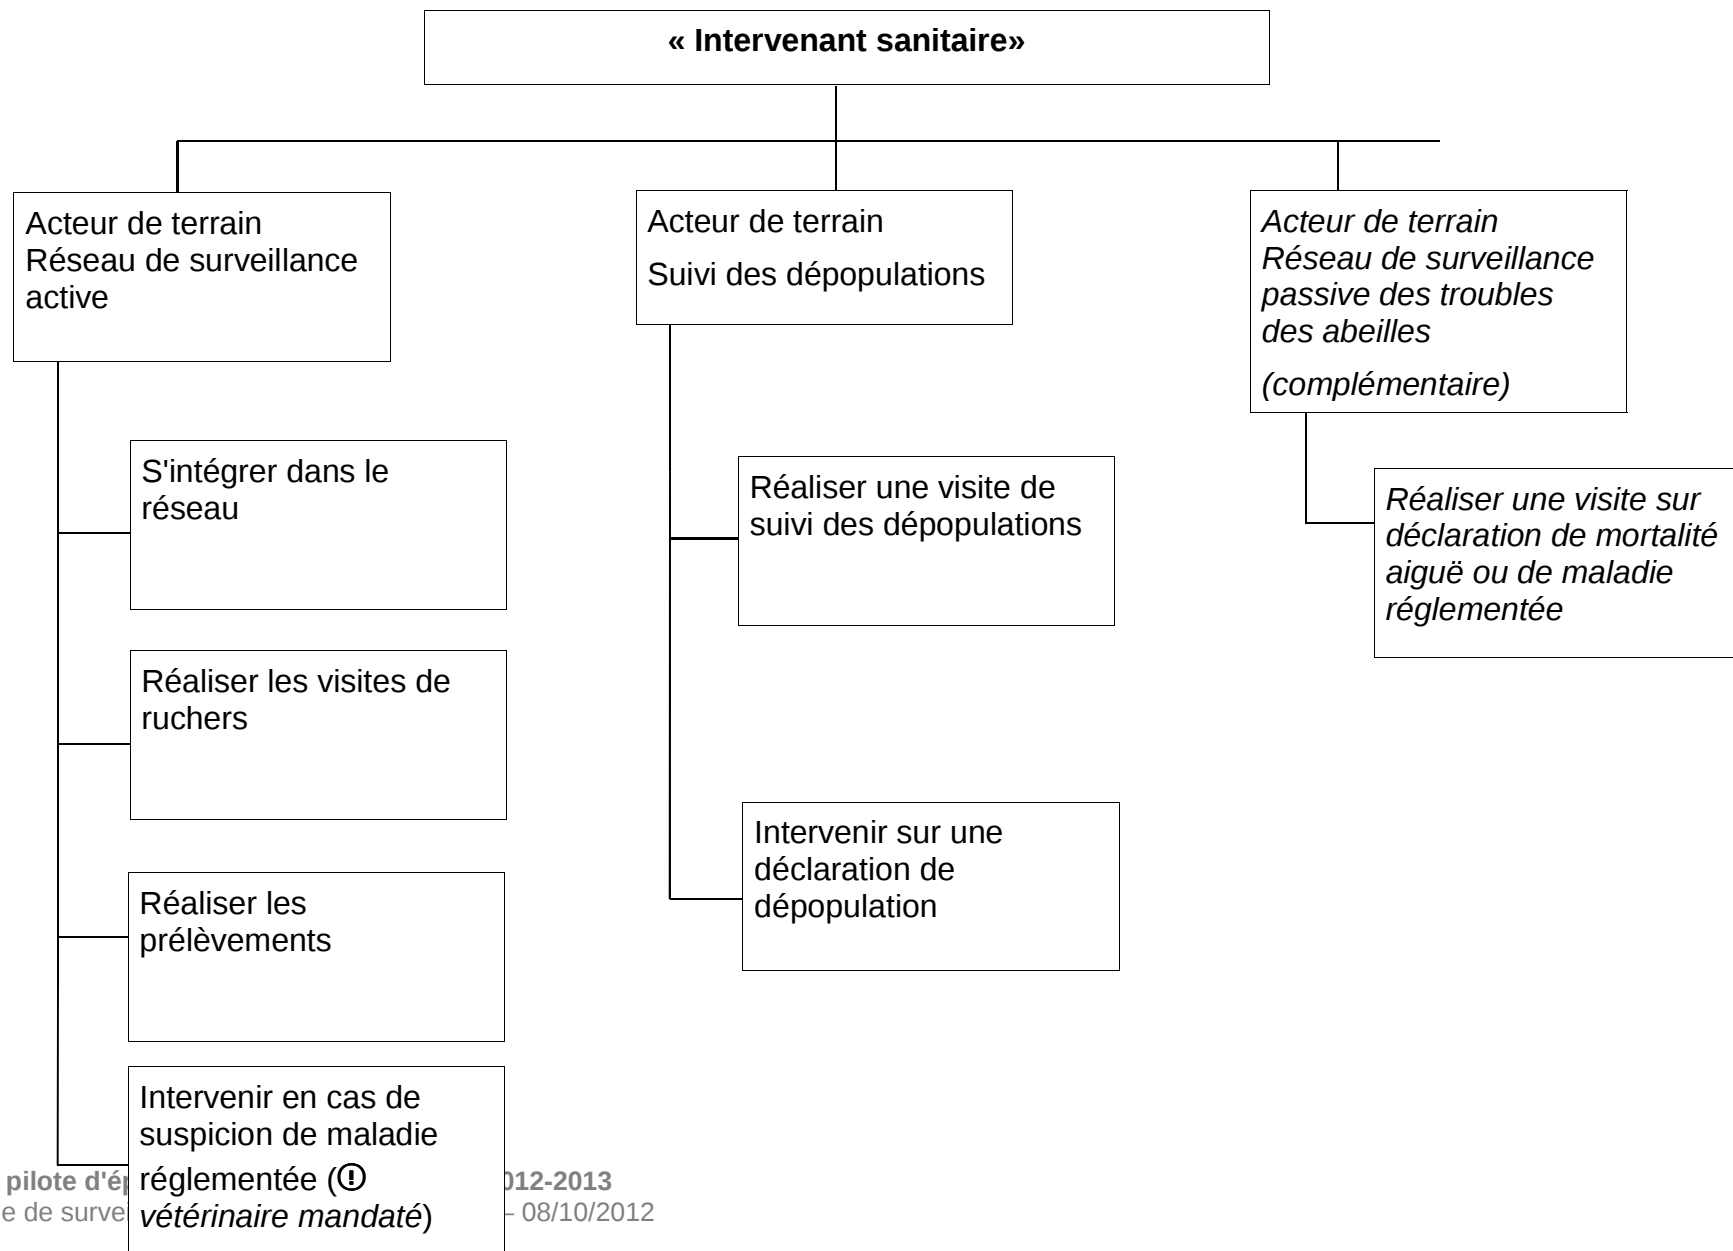 « Intervenant sanitaire»
Acteur de terrain
Réseau de surveillance
active
Acteur de terrain
Suivi des dépopulations
Acteur de terrain
Réseau de surveillance
passive des troubles
des abeilles
(complémentaire)
S'intégrer dans le
réseau
Réaliser une visite de
suivi des dépopulations
Réaliser une visite sur
déclaration de mortalité
aiguë ou de maladie
réglementée
Réaliser les visites de
ruchers
Intervenir sur une
déclaration de
dépopulation
Réaliser les
prélèvements
Intervenir en cas de
suspicion de maladie
réglementée (
vétérinaire mandaté)
pilote 012-2013
e de – 08/10/2012